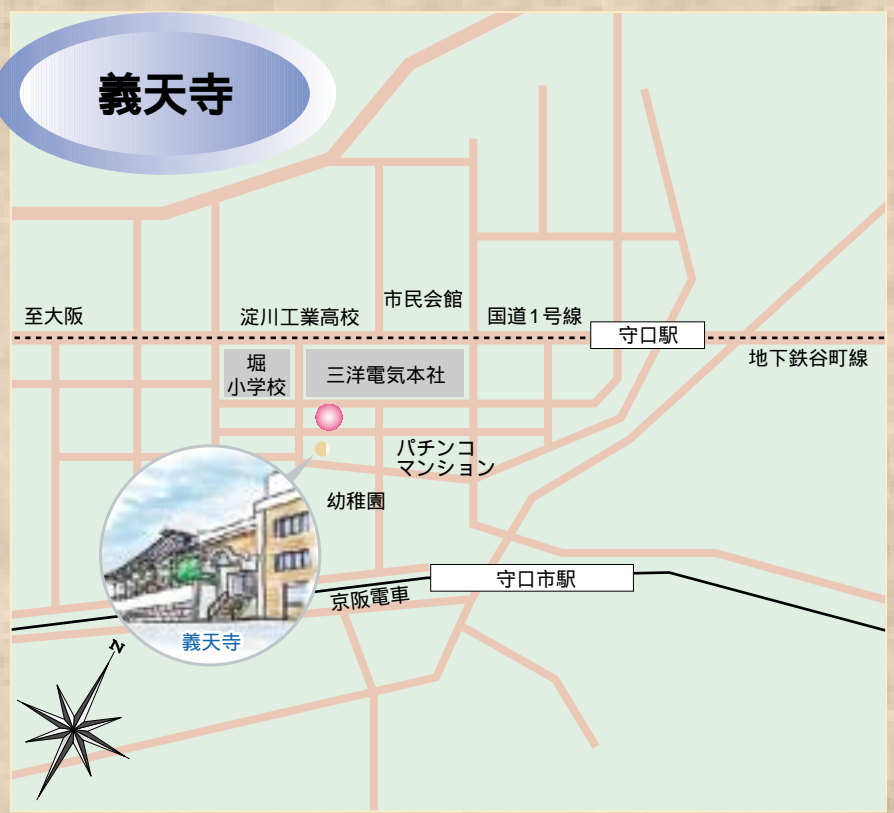 義天寺
市民会館
至大阪
淀川工業高校
国道1号線
守口駅
地下鉄谷町線
堀
小学校
三洋電気本社
パチンコ
マンション
幼稚園
守口市駅
京阪電車
義天寺
N